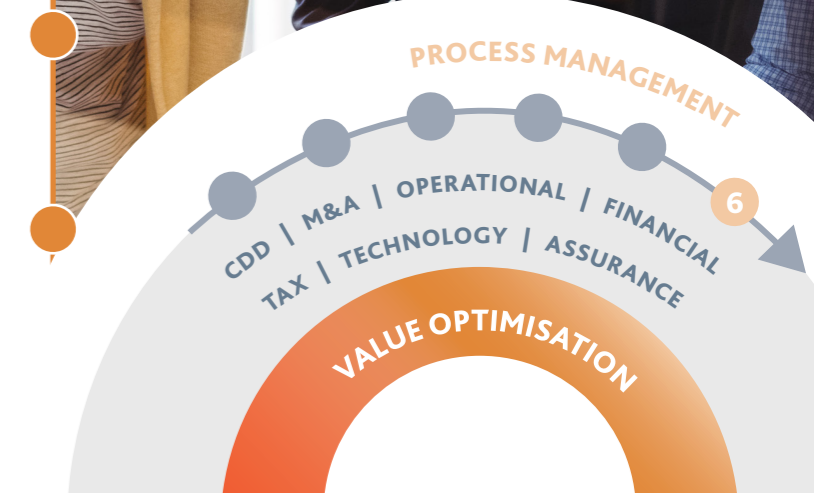 PROCESS MANAGEMENT
6
CDD | M&A | OPERATIONAL | FINANCIAL
TAX | TECHNOLOGY | ASSURANCE
VALUE OPTIMISATION